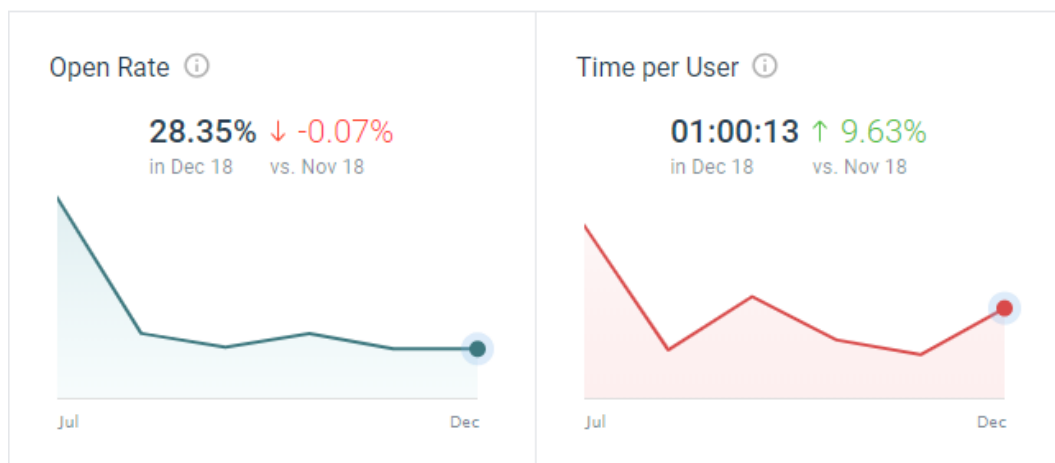 Open Rate
28.35% ↓ -0.07%
in Dec 18 vs. Nov 18
Jul Dec
Time per User
01:00:13 ↑ 9.63%
in Dec 18 vs. Nov 18
Jul Dec